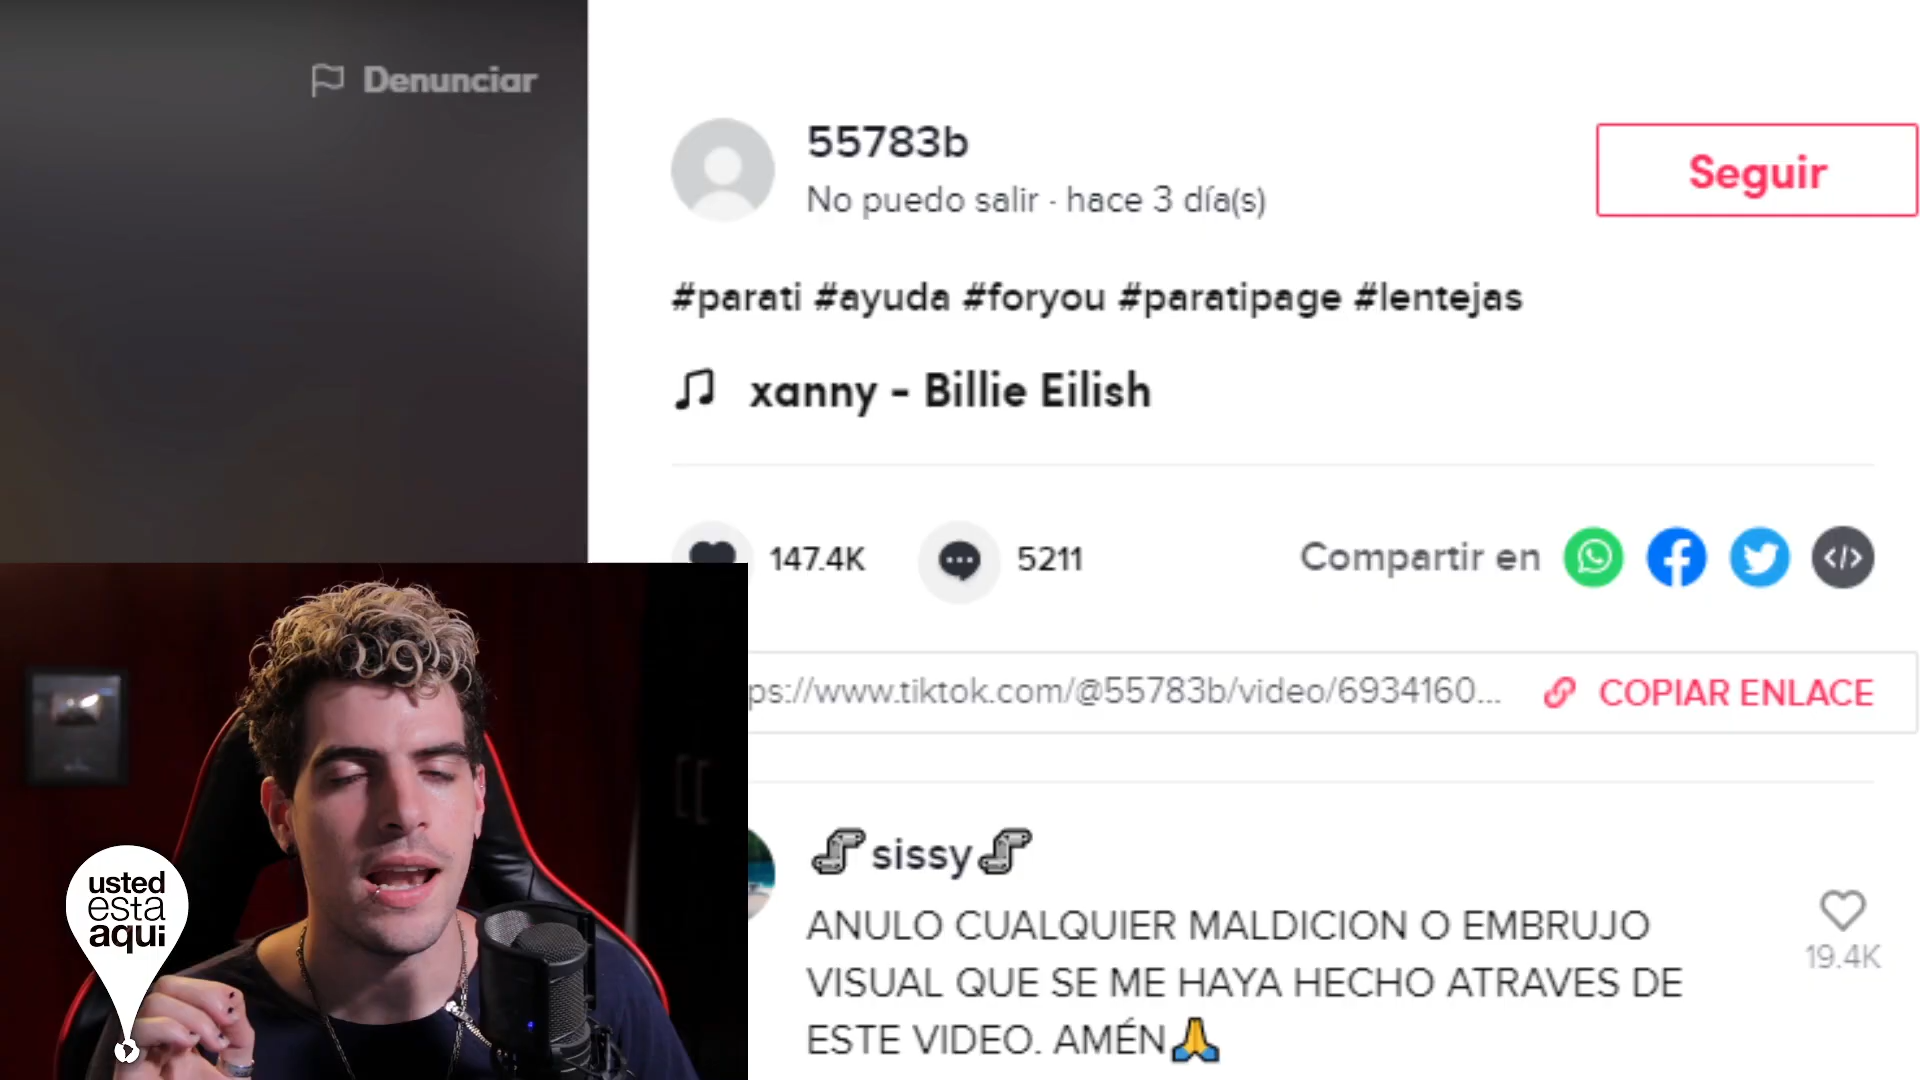 Denunciar
55783b
No puedo salir · hace 3 día(s)
Seguir
#parati #ayuda #foryou #paratipage #lentejas
xanny - Billie Eilish
147.4K
5211
Compartir en
ps://www.tiktok.com/@55783b/video/6934160...
COPIAR ENLACE
sissy
ANULO CUALQUIER MALDICION O EMBRUJO
VISUAL QUE SE ME HAYA HECHO ATRAVES DE
ESTE VIDEO. AMÉN🙏
19.4K
usted
esta
aqui